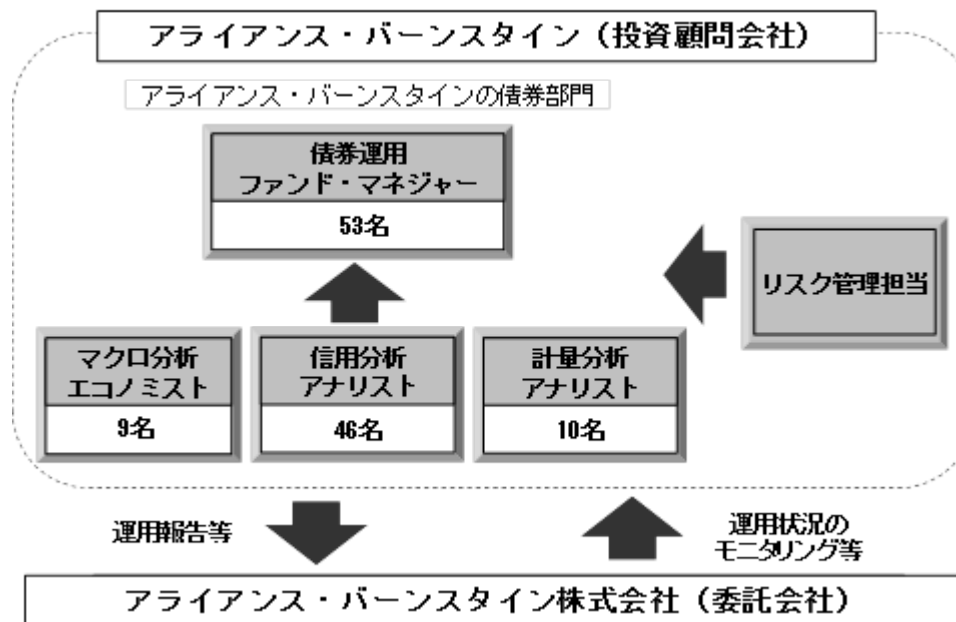 アライアンス・バーンスタイン（投資顧問会社）
アライアンス・バーンスタインの債券部門
債券運用
ファンド・マネジャー
53名
リスク管理担当
マクロ分析
エコノミスト
9名
信用分析
アナリスト
46名
計量分析
アナリスト
10名
運用報告等
運用状況の
モニタリング等
アライアンス・バーンスタイン株式会社（委託会社）